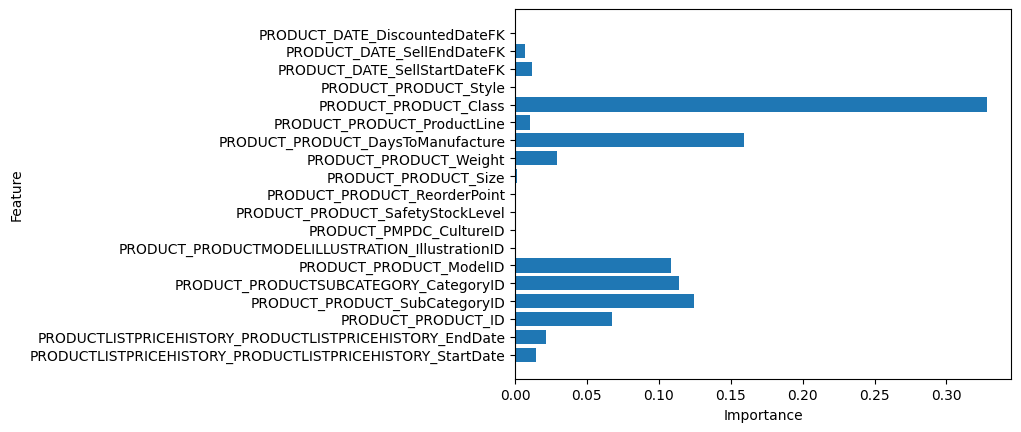 PRODUCT_DATE_DiscountedDateFK
PRODUCT_DATE_SellEndDateFK
PRODUCT_DATE_SellStartDateFK
PRODUCT_PRODUCT_Style
PRODUCT_PRODUCT_Class
PRODUCT_PRODUCT_ProductLine
PRODUCT_PRODUCT_DaysToManufacture
PRODUCT_PRODUCT_Weight
PRODUCT_PRODUCT_Size
PRODUCT_PRODUCT_ReorderPoint
PRODUCT_PRODUCT_SafetyStockLevel
PRODUCT_PMPDC_CultureID
PRODUCT_PRODUCTMODELILLUSTRATION_IllustrationID
PRODUCT_PRODUCT_ModelID
PRODUCT_PRODUCTSUBCATEGORY_CategoryID
PRODUCT_PRODUCT_SubCategoryID
PRODUCT_PRODUCT_ID
PRODUCTLISTPRICEHISTORY_PRODUCTLISTPRICEHISTORY_EndDate
PRODUCTLISTPRICEHISTORY_PRODUCTLISTPRICEHISTORY_StartDate
Feature
0.00 0.05 0.10 0.15 0.20 0.25 0.30
Importance